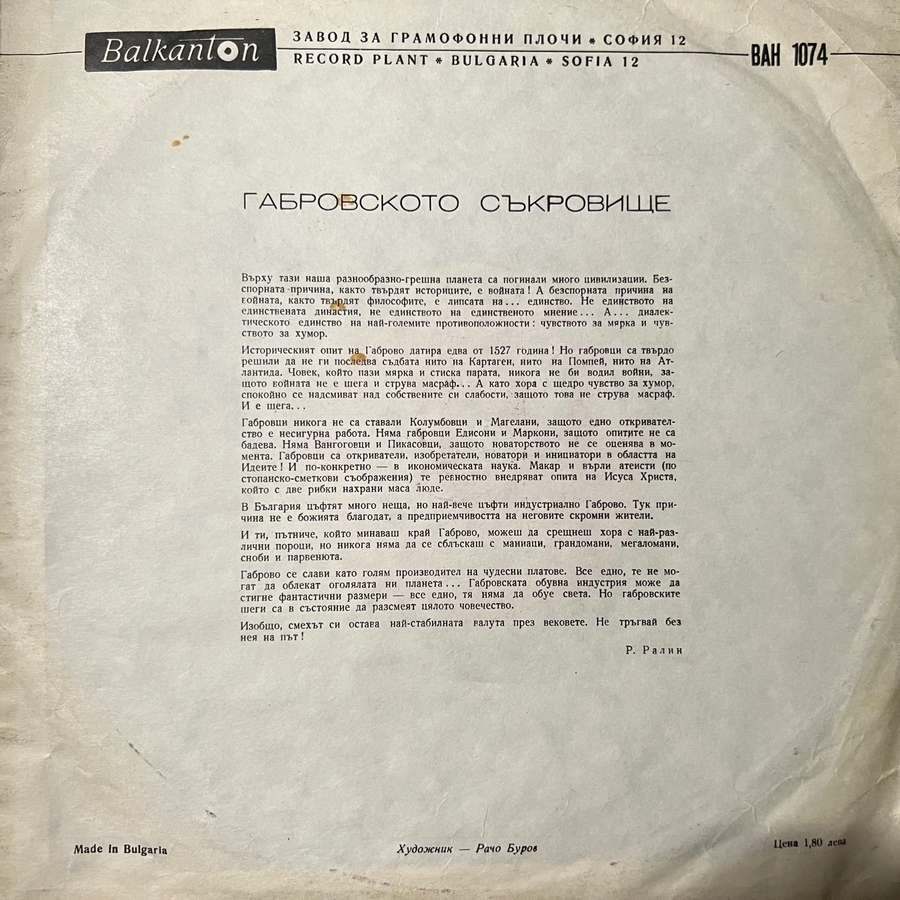 Balkanton
ЗАВОД ЗА ГРАМОФОННИ ПЛОЧИ * СОФИЯ 12
RECORD PLANT * BULGARIA * SOFIA 12
ВАН 1074
ГАБРОВСКОТО СЪКРОВИЩЕ
Върху тази наша разнообразно-грешна планета са погинали много цивилизации. Без-
спорната причина, както твърдят историците, е войната! А безспорната причина на
войната, както твърдят философите, е липсата на... единство. Не единството на
единствената династия, не единството на единственото мнение... А... диалек-
тическото единство на най-големите противоположности: чувството за мярка и чув-
ството за хумор.
Историческият опит на Габрово датира едва от 1527 година! Но габровци са твърдо
решили да не ги последва съдбата нито на Картаген, нито на Помпей, нито на Ат-
лантида. Човек, който пази мярка и стиска парата, никога не би водил войни, за-
щото войната не е шега и струва масраф... А като хора с щедро чувство за хумор,
спокойно се надсмиват над собствените си слабости, защото това не струва масраф.
И е шега...
Габровци никога не са ставали Колумбовци и Магелани, защото едно откривател-
ство е несигурна работа. Няма габровци Едисони и Маркони, защото опитите не са
бадева. Няма Вангоговци и Пикасовци, защото новаторството не се оценява в мо-
мента. Габровци са откриватели, изобретатели, новатори и инициатори в областта на
Идеите! И по-конкретно — в икономическата наука. Макар и върли атеисти (по
стопанско-сметкови съображения) те ревностно внедряват опита на Исуса Христа,
който с две рибки нахрани маса люде.
В България цъфтят много неща, но най-вече цъфти индустриално Габрово. Тук при-
чина не е божията благодат, а предприемчивостта на неговите скромни жители.
И ти, пътниче, който минаваш край Габрово, можеш да срещнеш хора с най-раз-
лични пороци, но никога няма да се сблъскаш с маниаци, грандомани, мегаломани,
сноби и парвенюта.
Габрово се слави като голям производител на чудесни платове. Все едно, те не мо-
гат да облекат оголялата ни планета... Габровската обувна индустрия може да
стигне фантастични размери — все едно, тя няма да обуе света. Но габровските
шеги са в състояние да разсмеят цялото човечество.
Изобщо, смехът си остава най-стабилната валута през вековете. Не тръгвай без
нея на път!
Р. Ралин
Made in Bulgaria
Художник — Рачо Буров
Цена 1,80 лева